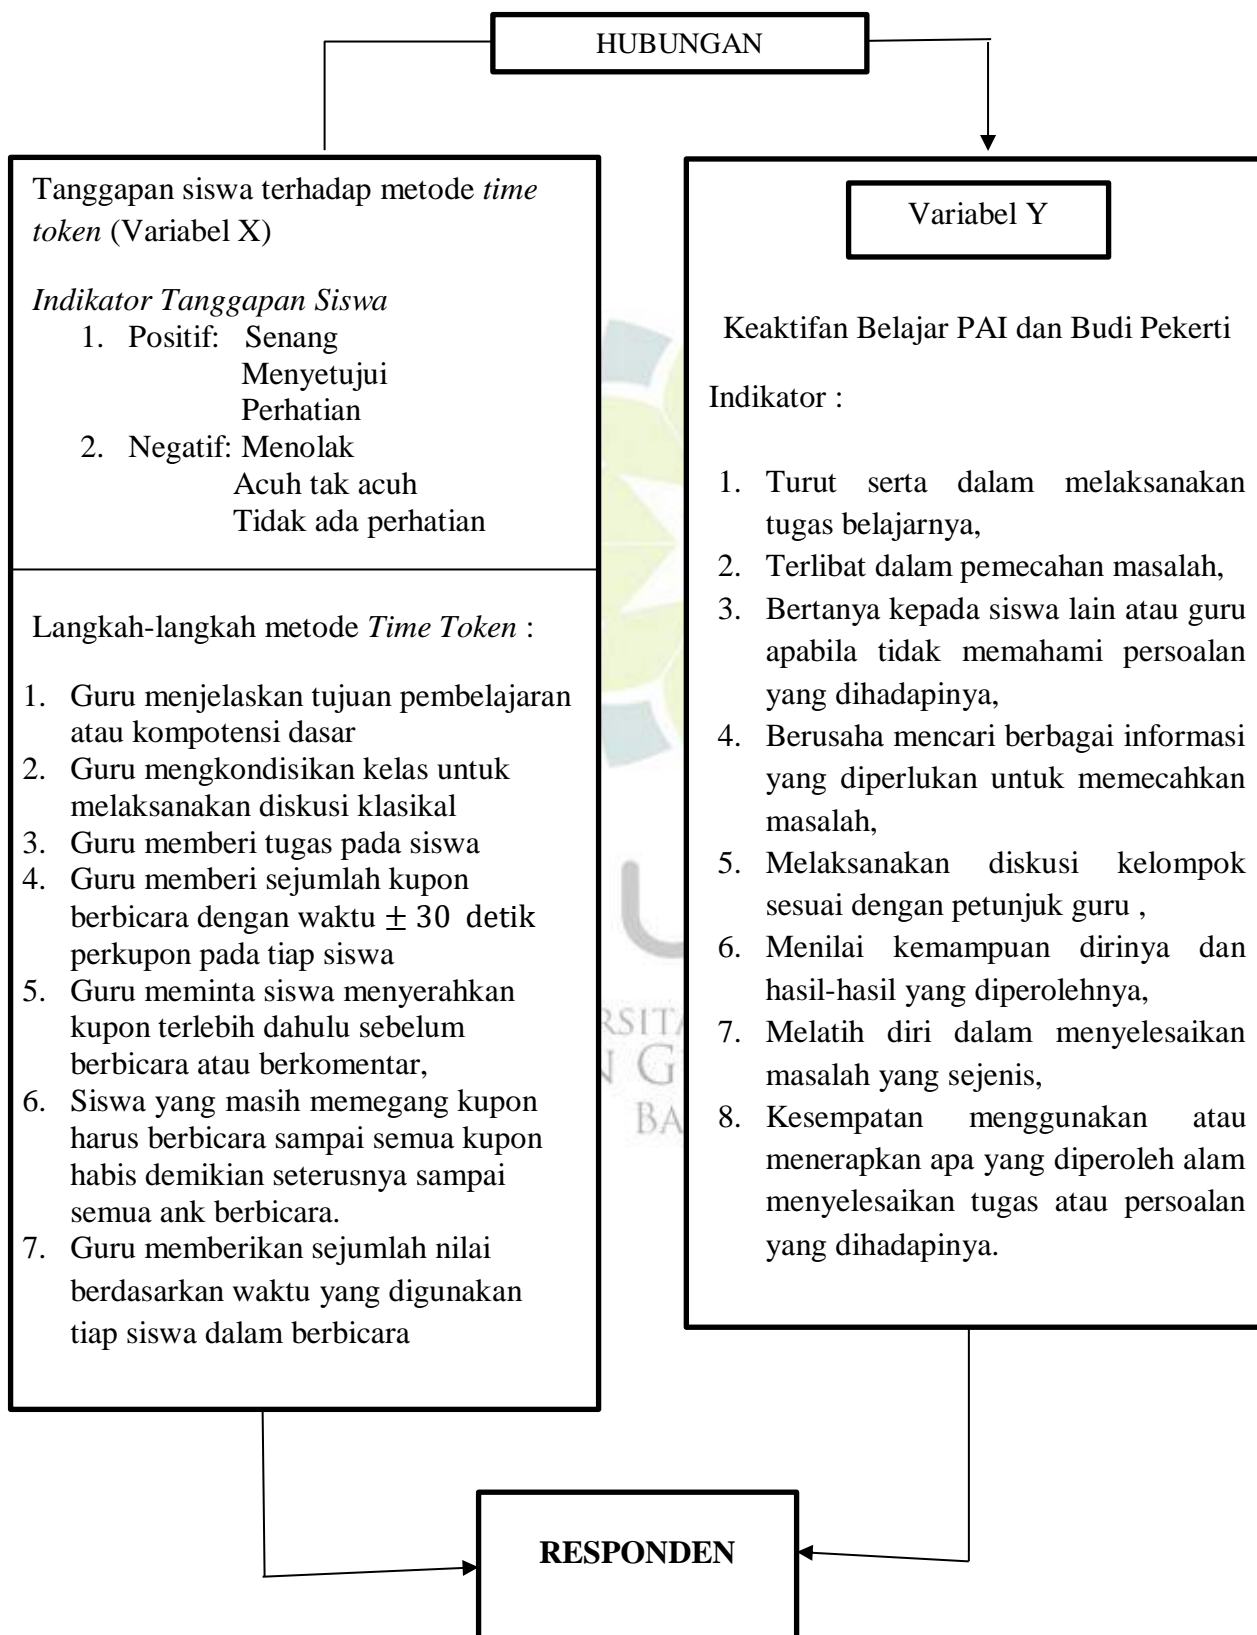 HUBUNGAN
Tanggapan siswa terhadap metode time
token (Variabel X)
Indikator Tanggapan Siswa
1. Positif: Senang
Menyetujui
Perhatian
2. Negatif: Menolak
Acuh tak acuh
Tidak ada perhatian
Langkah-langkah metode Time Token :
1. Guru menjelaskan tujuan pembelajaran
atau kompotensi dasar
2. Guru mengkondisikan kelas untuk
melaksanakan diskusi klasikal
3. Guru memberi tugas pada siswa
4. Guru memberi sejumlah kupon
berbicara dengan waktu ± 30 detik
perkupon pada tiap siswa
5. Guru meminta siswa menyerahkan
kupon terlebih dahulu sebelum
berbicara atau berkomentar,
6. Siswa yang masih memegang kupon
harus berbicara sampai semua kupon
habis demikian seterusnya sampai
semua ank berbicara.
7. Guru memberikan sejumlah nilai
berdasarkan waktu yang digunakan
tiap siswa dalam berbicara
Variabel Y
Keaktifan Belajar PAI dan Budi Pekerti
Indikator :
1. Turut serta dalam melaksanakan
tugas belajarnya,
2. Terlibat dalam pemecahan masalah,
3. Bertanya kepada siswa lain atau guru
apabila tidak memahami persoalan
yang dihadapinya,
4. Berusaha mencari berbagai informasi
yang diperlukan untuk memecahkan
masalah,
5. Melaksanakan diskusi kelompok
sesuai dengan petunjuk guru ,
6. Menilai kemampuan dirinya dan
hasil-hasil yang diperolehnya,
7. Melatih diri dalam menyelesaikan
masalah yang sejenis,
8. Kesempatan menggunakan atau
menerapkan apa yang diperoleh alam
menyelesaikan tugas atau persoalan
yang dihadapinya.
RESPONDEN